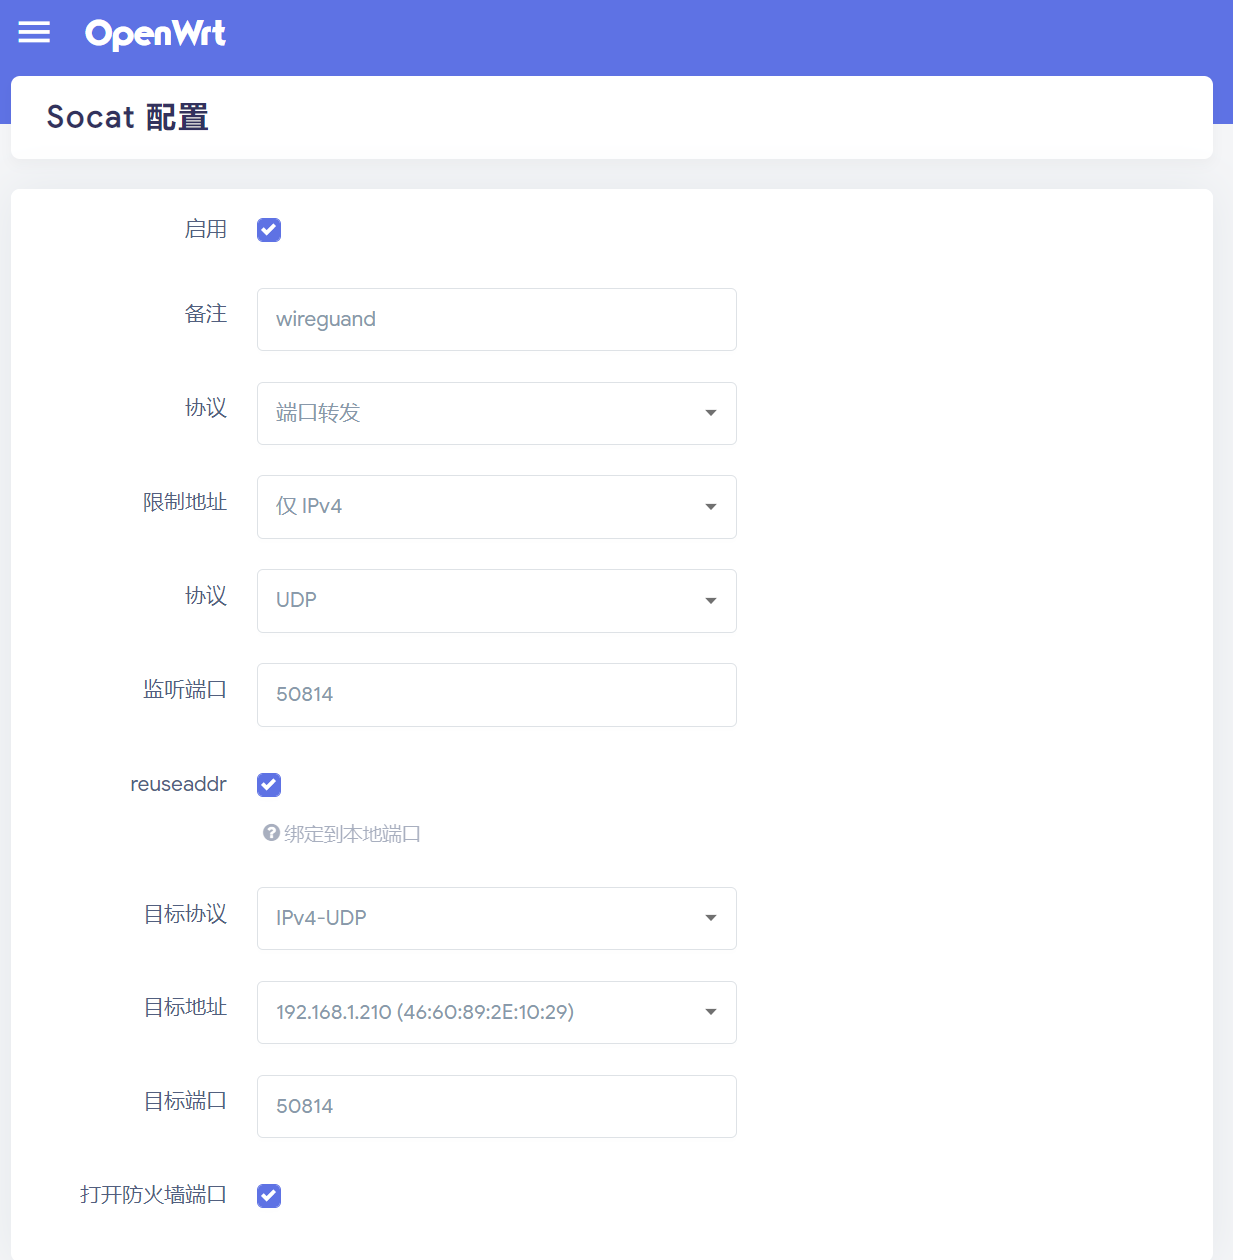 OpenWrt
Socat 配置
启用
备注 wireguand
协议 端口转发
限制地址 仅 IPv4
协议 UDP
监听端口 50814
reuseaddr
绑定到本地端口
目标协议 IPv4-UDP
目标地址 192.168.1.210 (46:60:89:2E:10:29)
目标端口 50814
打开防火墙端口